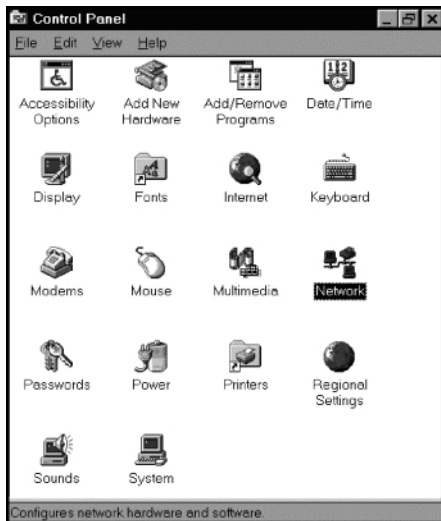 Control Panel
File Edit View Help
Accessibility Options
Add New Hardware
Add/Remove Programs
Date/Time
Display
Fonts
Internet
Keyboard
Modems
Mouse
Multimedia
Network
Passwords
Power
Printers
Regional Settings
Sounds
System
Configures network hardware and software.